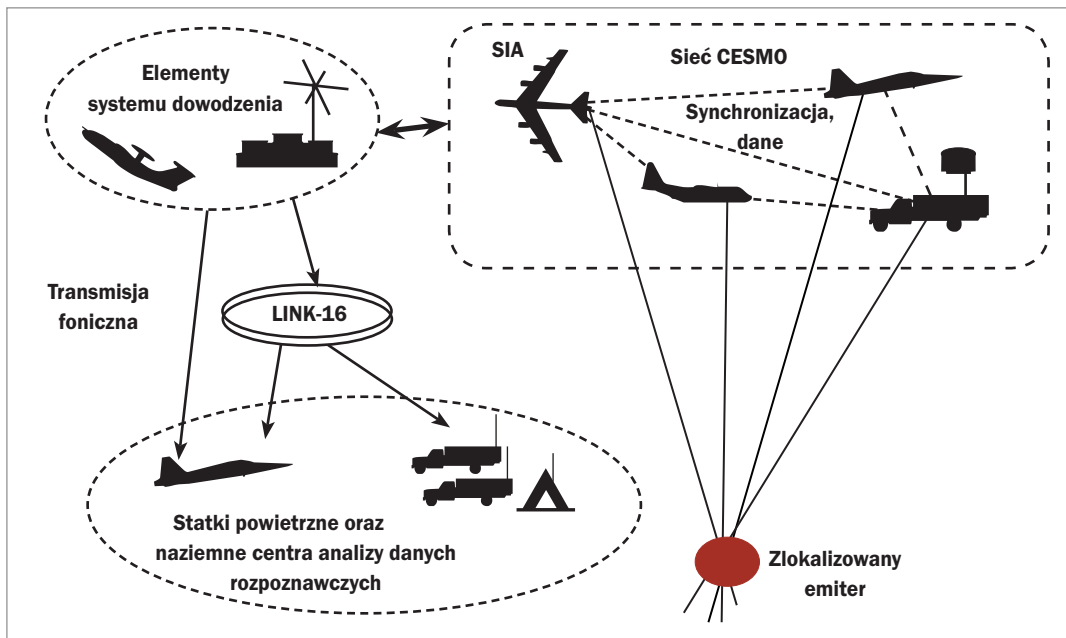 Elementy
systemu dowodzenia
SIA
Sieć CESMO
Synchronizacja,
dane
Transmisja
foniczna
LINK-16
Statki powietrzne oraz
naziemne centra analizy danych
rozpoznawczych
Zlokalizowany
emiter